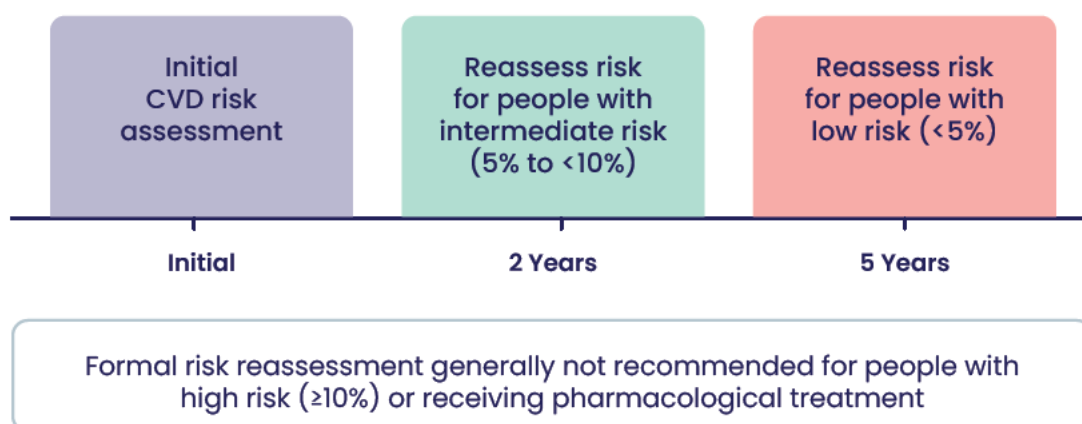 Initial
CVD risk
assessment
Reassess risk
for people with
intermediate risk
(5% to <10%)
Reassess risk
for people with
low risk (<5%)
Initial
2 Years
5 Years
Formal risk reassessment generally not recommended for people with
high risk (≥10%) or receiving pharmacological treatment